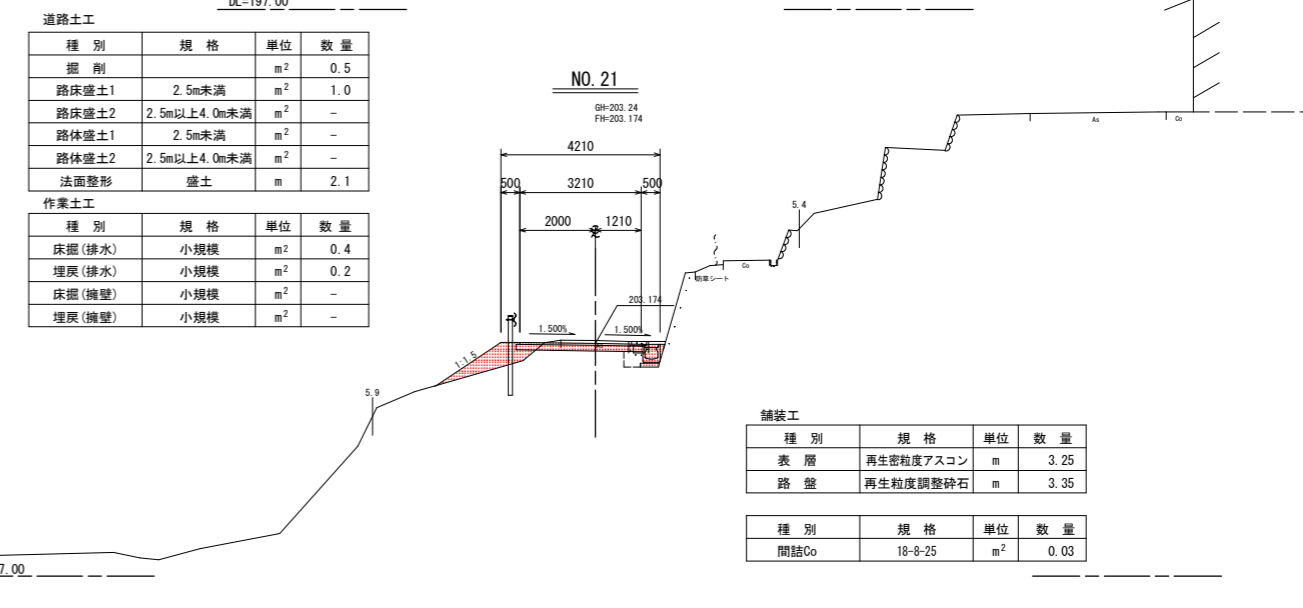 DL=197.00
道路土工
種 別 規 格 単位 数 量
掘 削 m² 0.5
路床盛土1 2.5m未満 m² 1.0
路床盛土2 2.5m以上4.0m未満 m² −
路体盛土1 2.5m未満 m² −
路体盛土2 2.5m以上4.0m未満 m² −
法面整形 盛土 m 2.1
作業土工
種 別 規 格 単位 数 量
床掘(排水) 小規模 m² 0.4
埋戻(排水) 小規模 m² 0.2
床掘(擁壁) 小規模 m² −
埋戻(擁壁) 小規模 m² −
NO.21
GH=203.24
FH=203.174
4210
500 3210 500
2000 1210
203.174
1.500% 1.500%
1:1.5
5.9
5.4
Co
防草シート
As Co
舗装工
種 別 規 格 単位 数 量
表 層 再生密粒度アスコン m 3.25
路 盤 再生粒度調整砕石 m 3.35
種 別 規 格 単位 数 量
間詰Co 18-8-25 m² 0.03
7.00